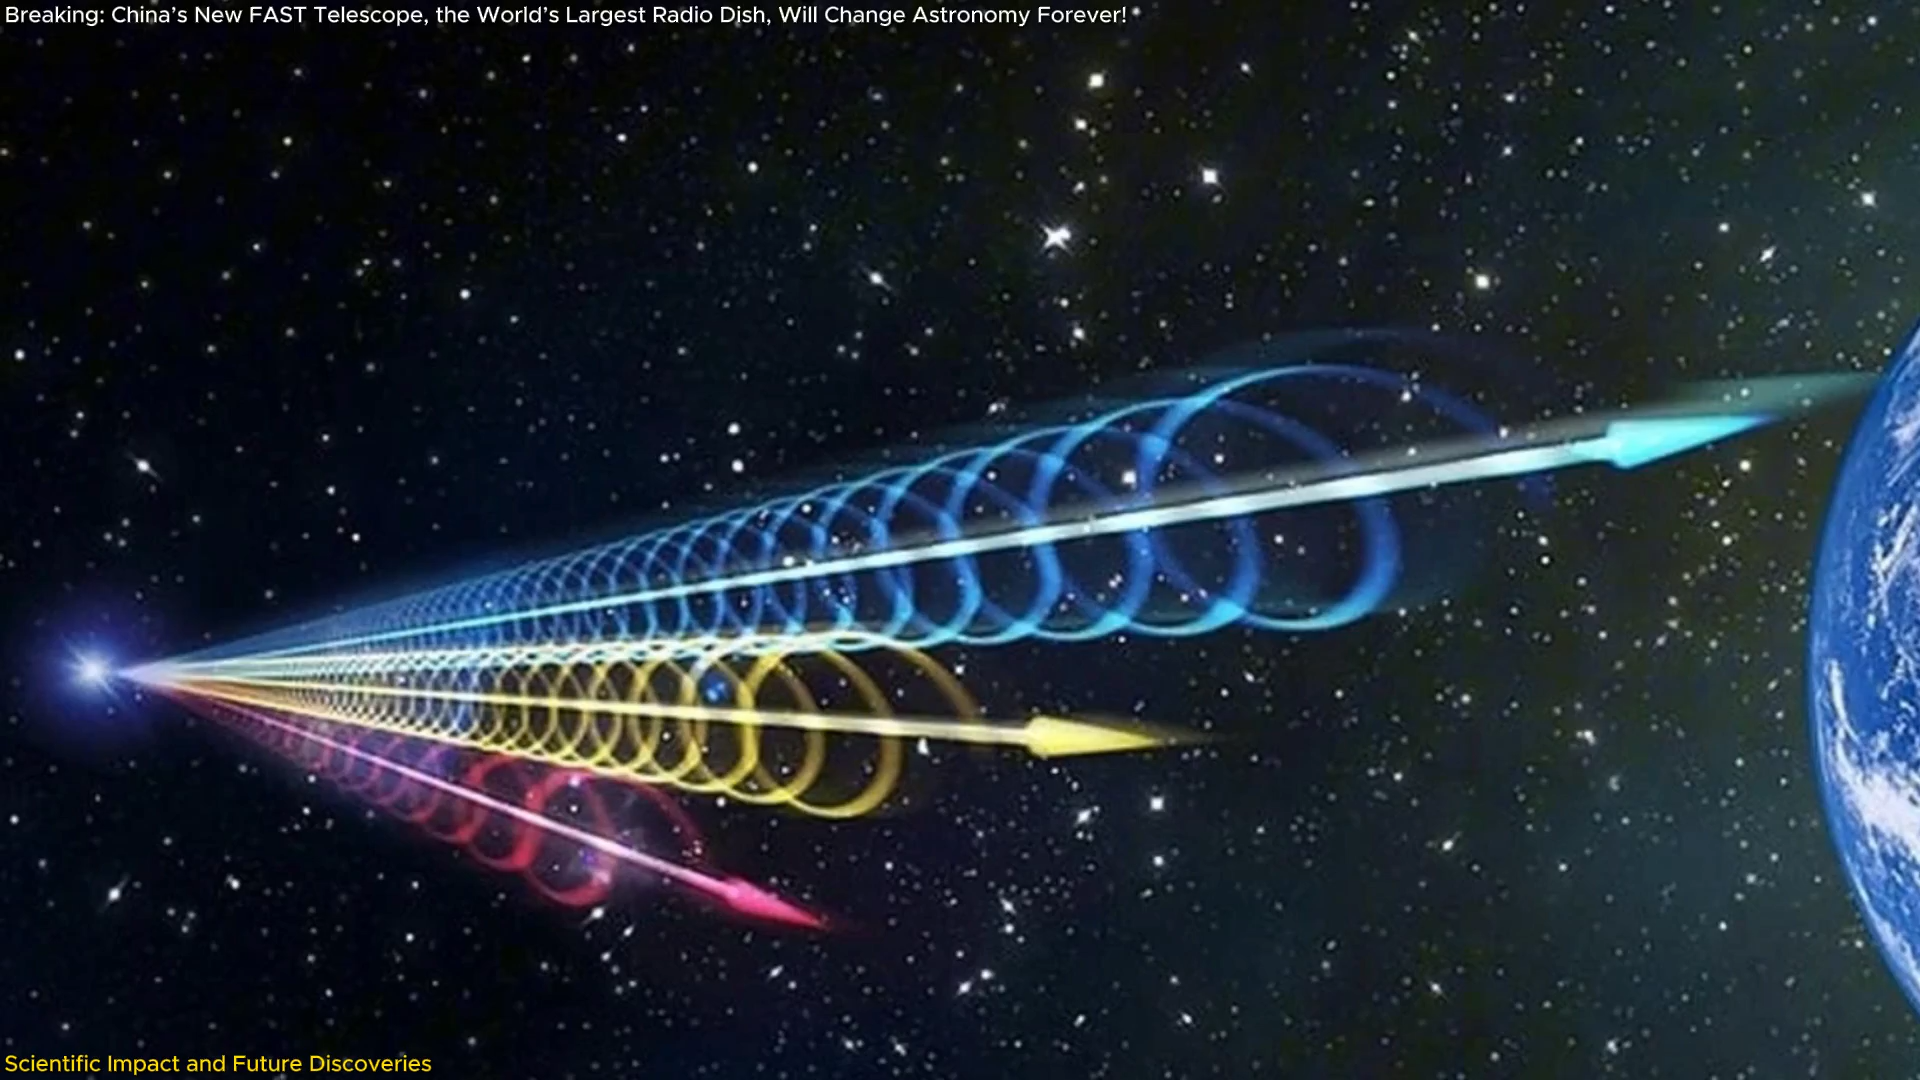 Breaking: China’s New FAST Telescope, the World’s Largest Radio Dish, Will Change Astronomy Forever!
Scientific Impact and Future Discoveries